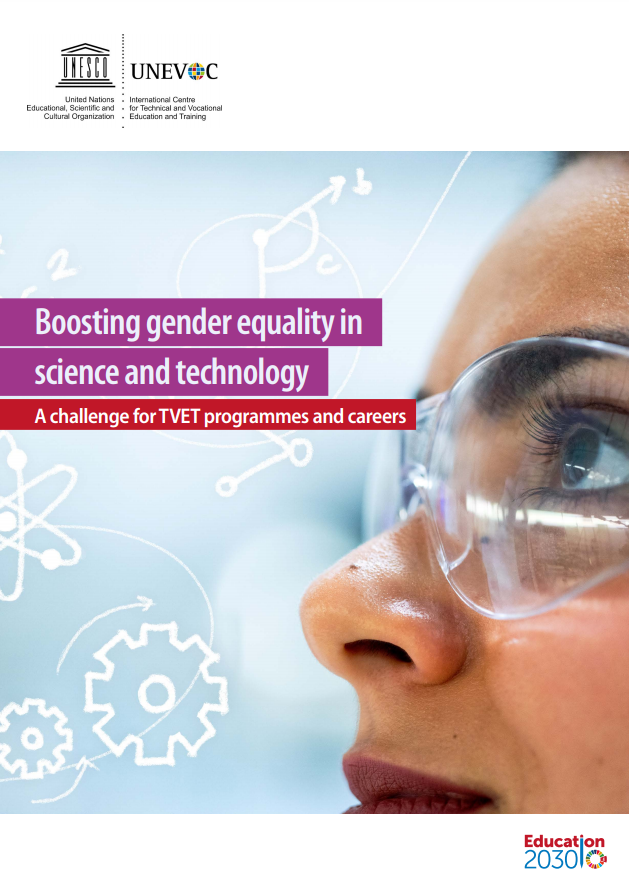 UNESCO
UNEVOC
United Nations
Educational, Scientific and
Cultural Organization
International Centre
for Technical and Vocational
Education and Training
b
c
2
c
Boosting gender equality in
science and technology
A challenge for TVET programmes and careers
Education
2030